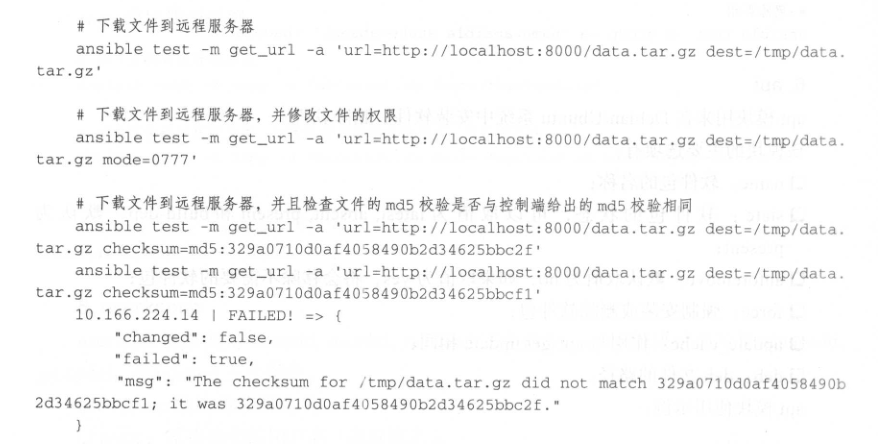 # 下载文件到远程服务器
ansible test -m get_url -a 'url=http://localhost:8000/data.tar.gz dest=/tmp/data.
tar.gz'
# 下载文件到远程服务器，并修改文件的权限
ansible test -m get_url -a 'url=http://localhost:8000/data.tar.gz dest=/tmp/data.
tar.gz mode=0777'
# 下载文件到远程服务器，并且检查文件的 md5 校验是否与控制端给出的 md5 校验相同
ansible test -m get_url -a 'url=http://localhost:8000/data.tar.gz dest=/tmp/data.
tar.gz checksum=md5:329a0710d0af4058490b2d34625bbc2f'
ansible test -m get_url -a 'url=http://localhost:8000/data.tar.gz dest=/tmp/data.
tar.gz checksum=md5:329a0710d0af4058490b2d34625bbcf1'
10.166.224.14 | FAILED! => {
"changed": false,
"failed": true,
"msg": "The checksum for /tmp/data.tar.gz did not match 329a0710d0af4058490b
2d34625bbcf1; it was 329a0710d0af4058490b2d34625bbc2f."
}